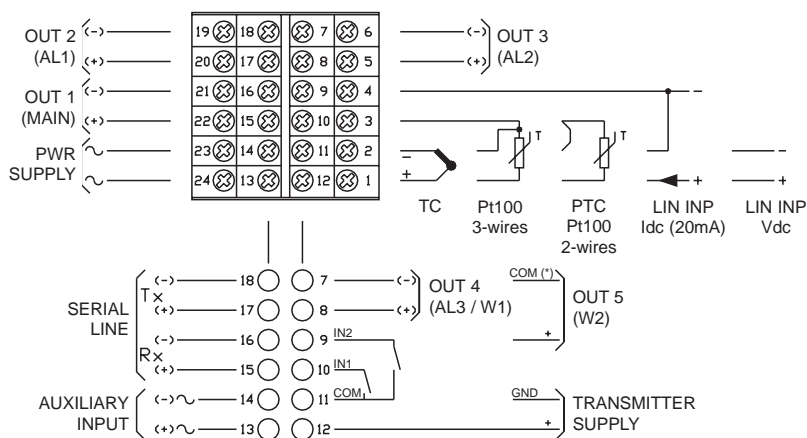 OUT 2 (-) 19 18 7 6 (-) OUT 3
(AL1) (+) 20 17 8 5 (+) (AL2)
OUT 1 (-) 21 16 9 4 -
(MAIN) (+) 22 15 10 3 T T
PWR 23 14 11 2 - -
SUPPLY 24 13 12 1 + + +
TC Pt100 PTC LIN INP LIN INP
3-wires Pt100 Idc (20mA) Vdc
2-wires
(-) 18 7 (-) OUT 4 COM (*) OUT 5
Tx (+) 17 8 (+) (AL3 / W1) (W2)
SERIAL
LINE
(-) 16 9 IN2 +
Rx (+) 15 10 IN1
AUXILIARY (-) 14 11 COM GND TRANSMITTER
INPUT (+) 13 12 + SUPPLY